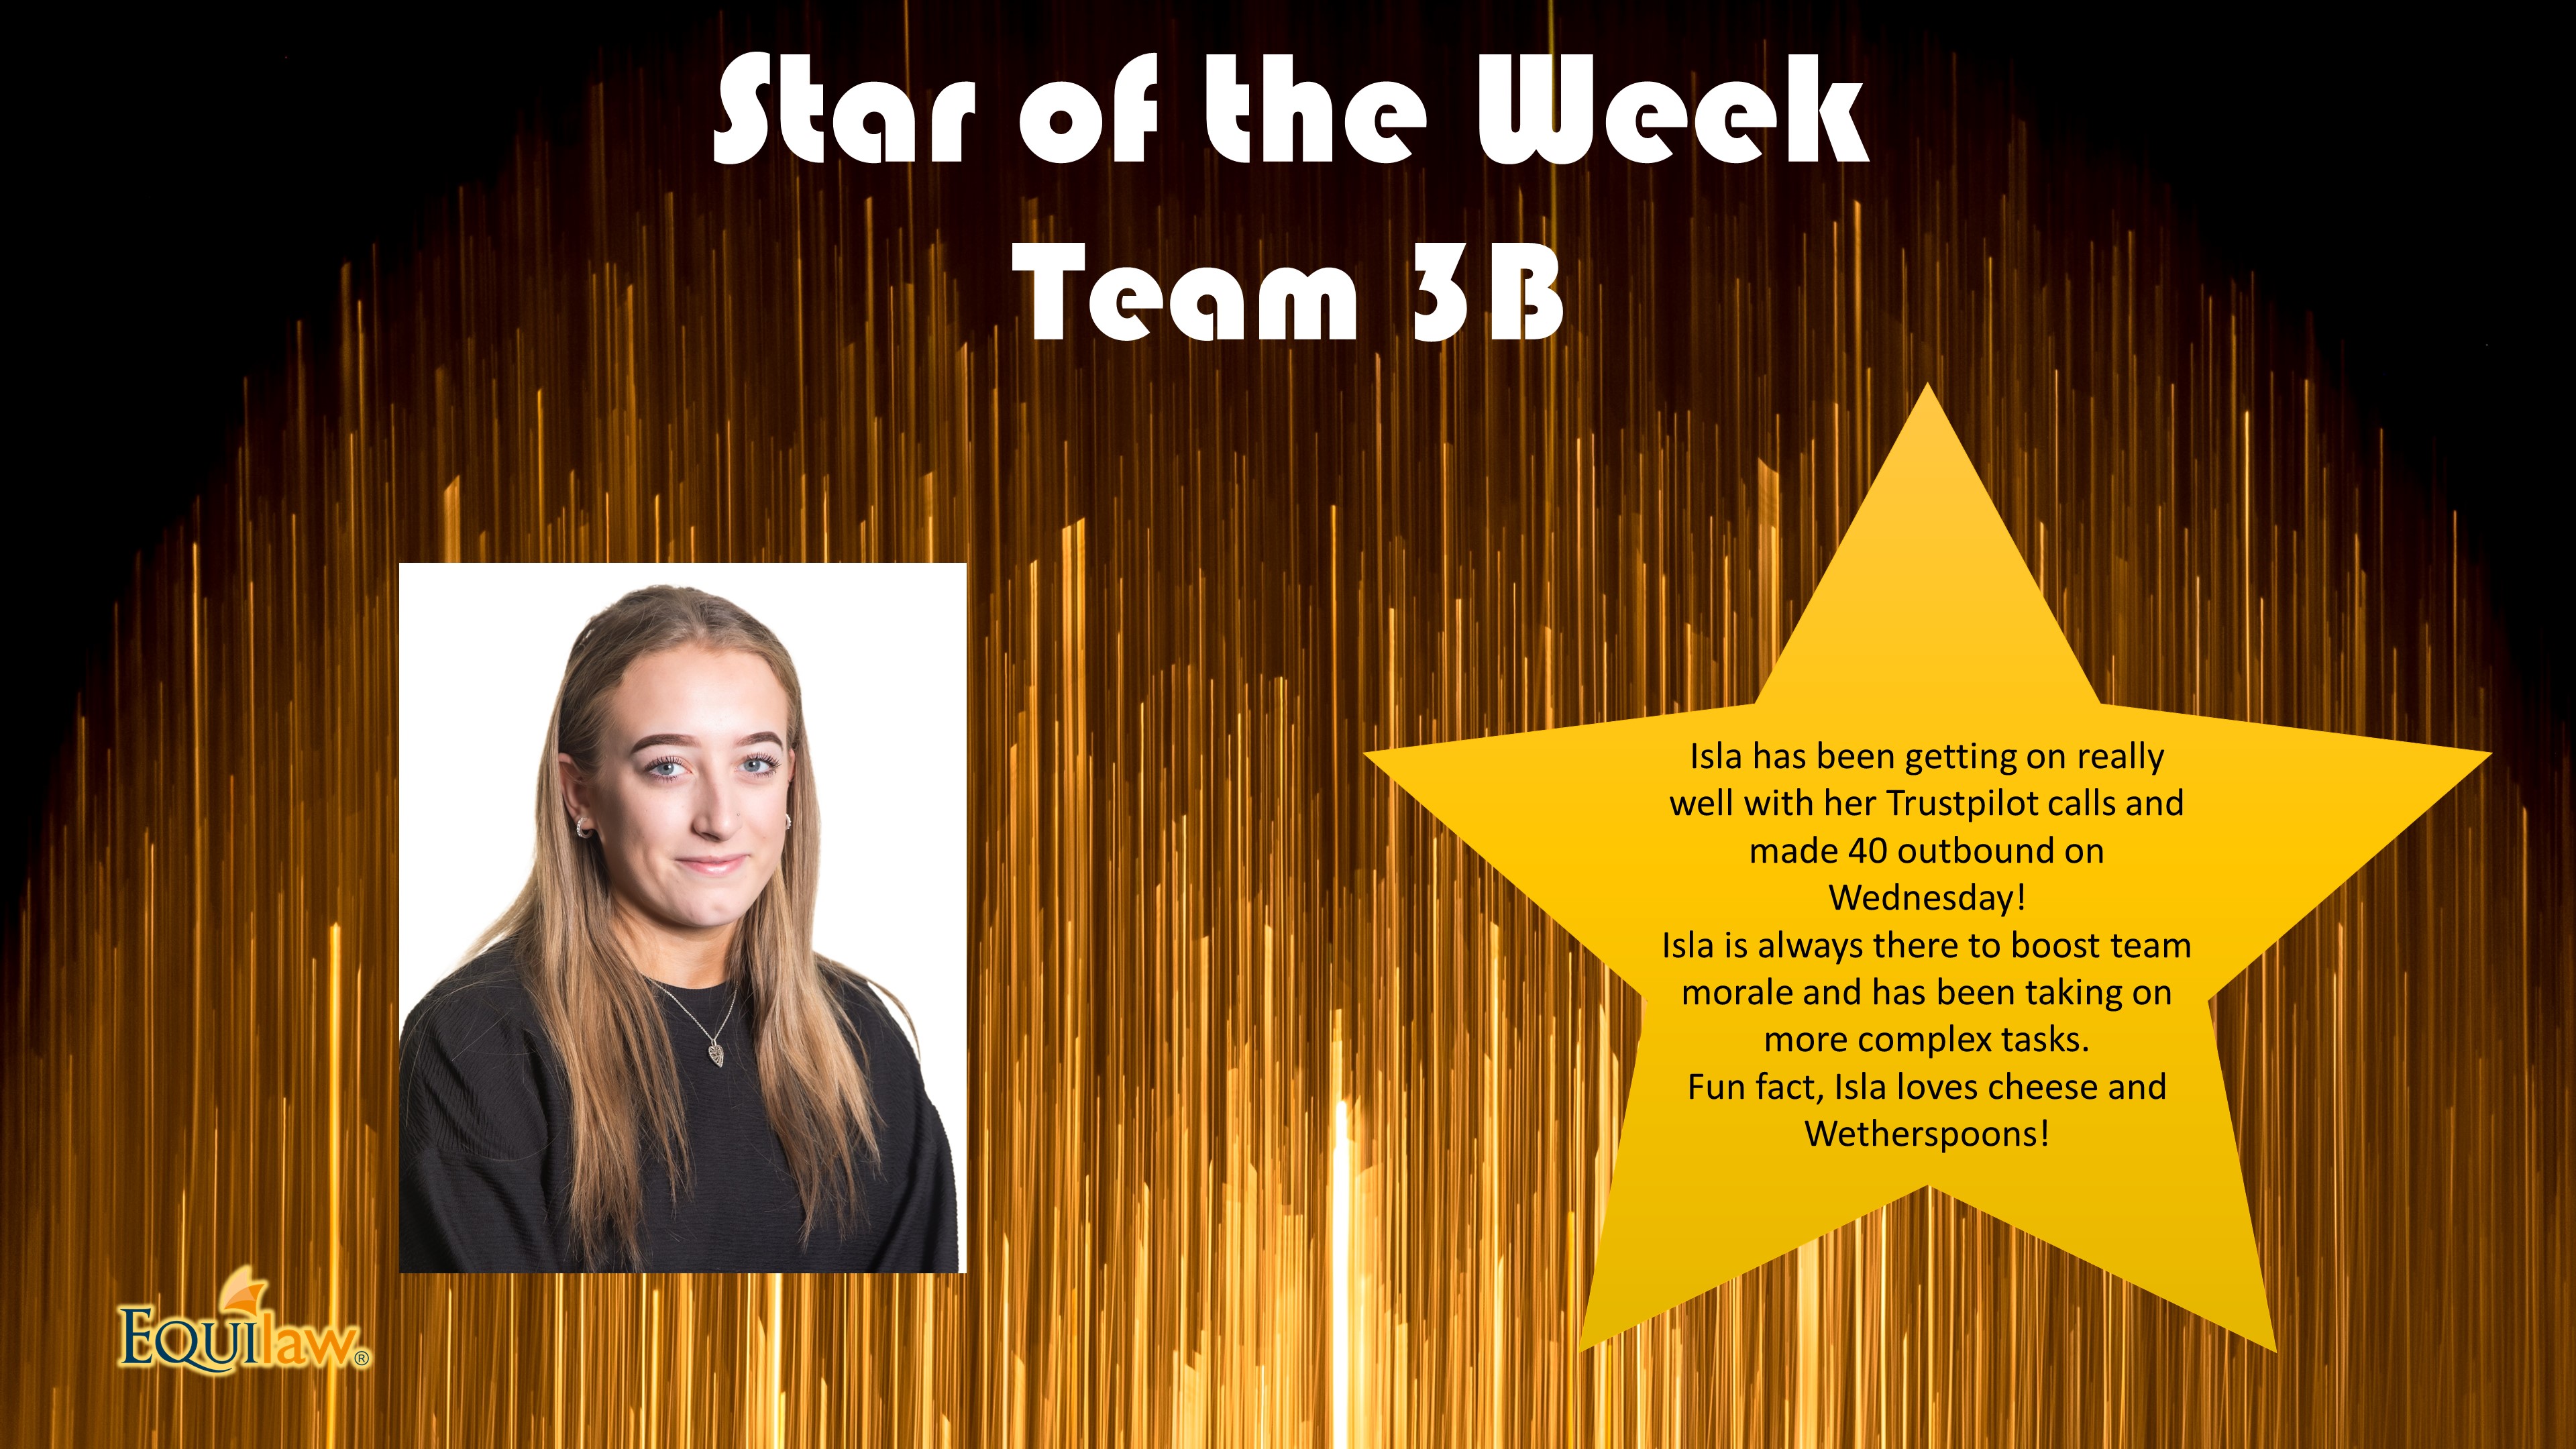 Star of the Week
Team 3B
Isla has been getting on really
well with her Trustpilot calls and
made 40 outbound on
Wednesday!
Isla is always there to boost team
morale and has been taking on
more complex tasks.
Fun fact, Isla loves cheese and
Wetherspoons!
EQUIlaw®